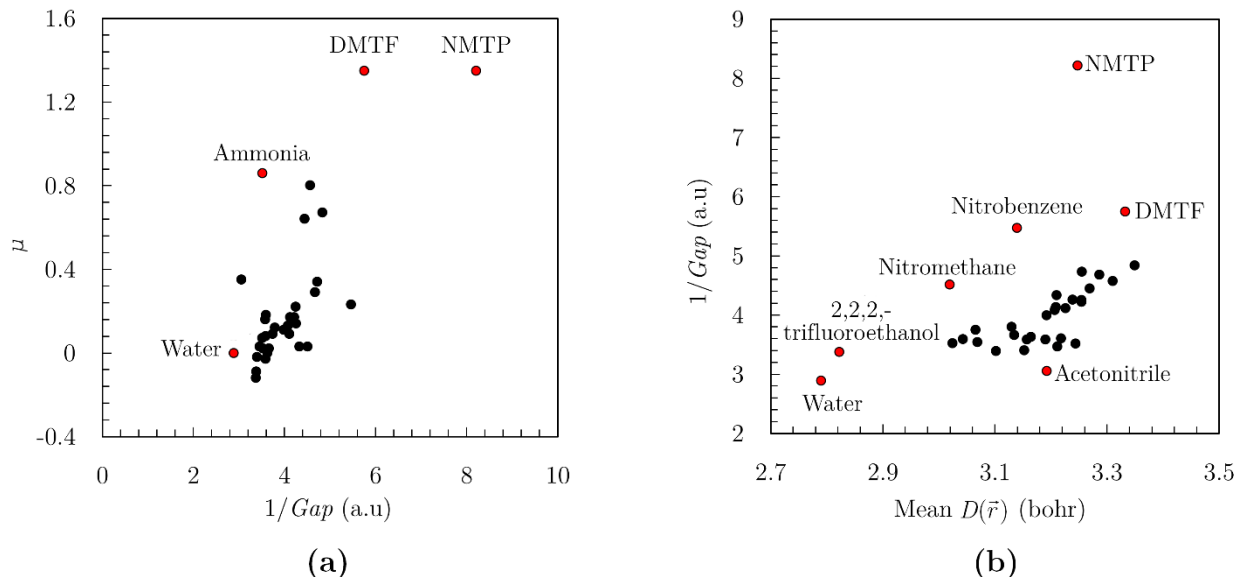 1.6
1.2
0.8
0.4
0
-0.4
μ
DMTF NMTP
Ammonia
Water
0 2 4 6 8 10
1/Gap (a.u)
(a)
9
8
7
6
5
4
3
2
1/Gap (a.u)
NMTP
Nitrobenzene
DMTF
Nitromethane
2,2,2,-
trifluoroethanol
Acetonitrile
Water
2.7 2.9 3.1 3.3 3.5
Mean D(r⃗) (bohr)
(b)